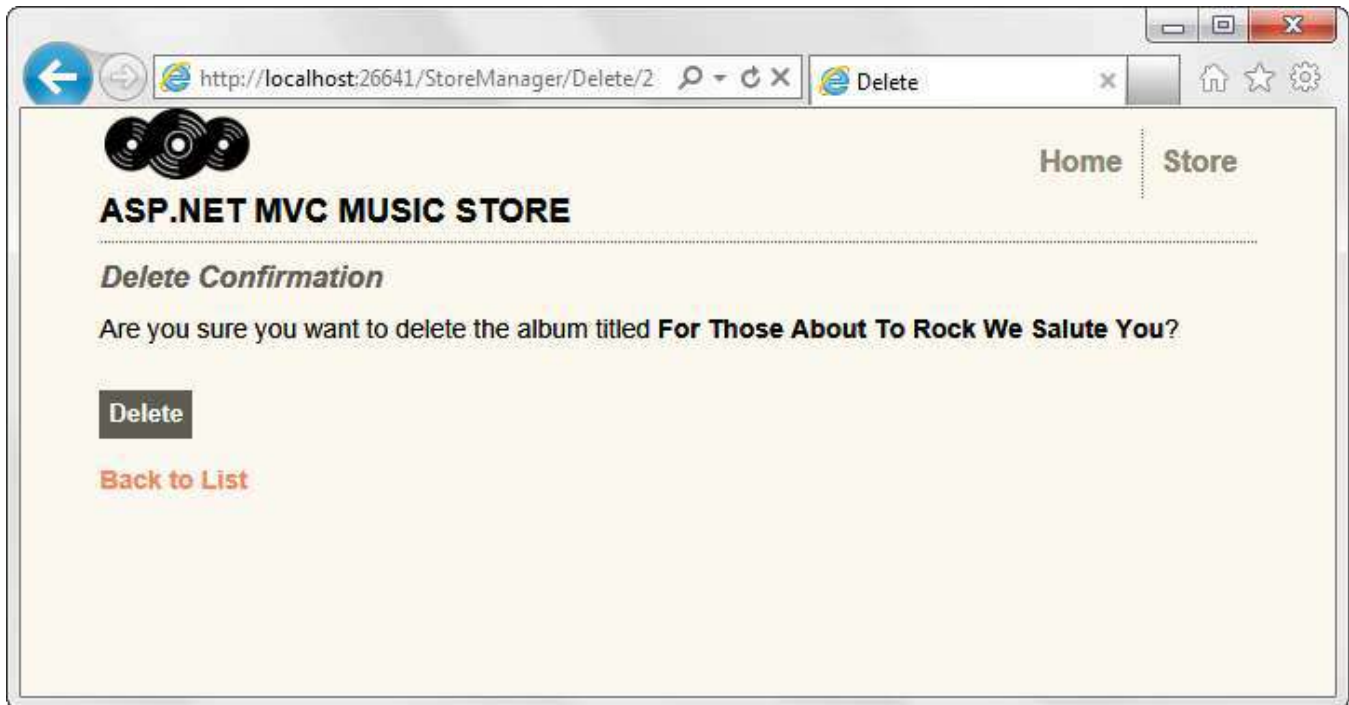 http://localhost:26641/StoreManager/Delete/2
Delete
Home
Store
ASP.NET MVC MUSIC STORE
Delete Confirmation
Are you sure you want to delete the album titled For Those About To Rock We Salute You?
Delete
Back to List